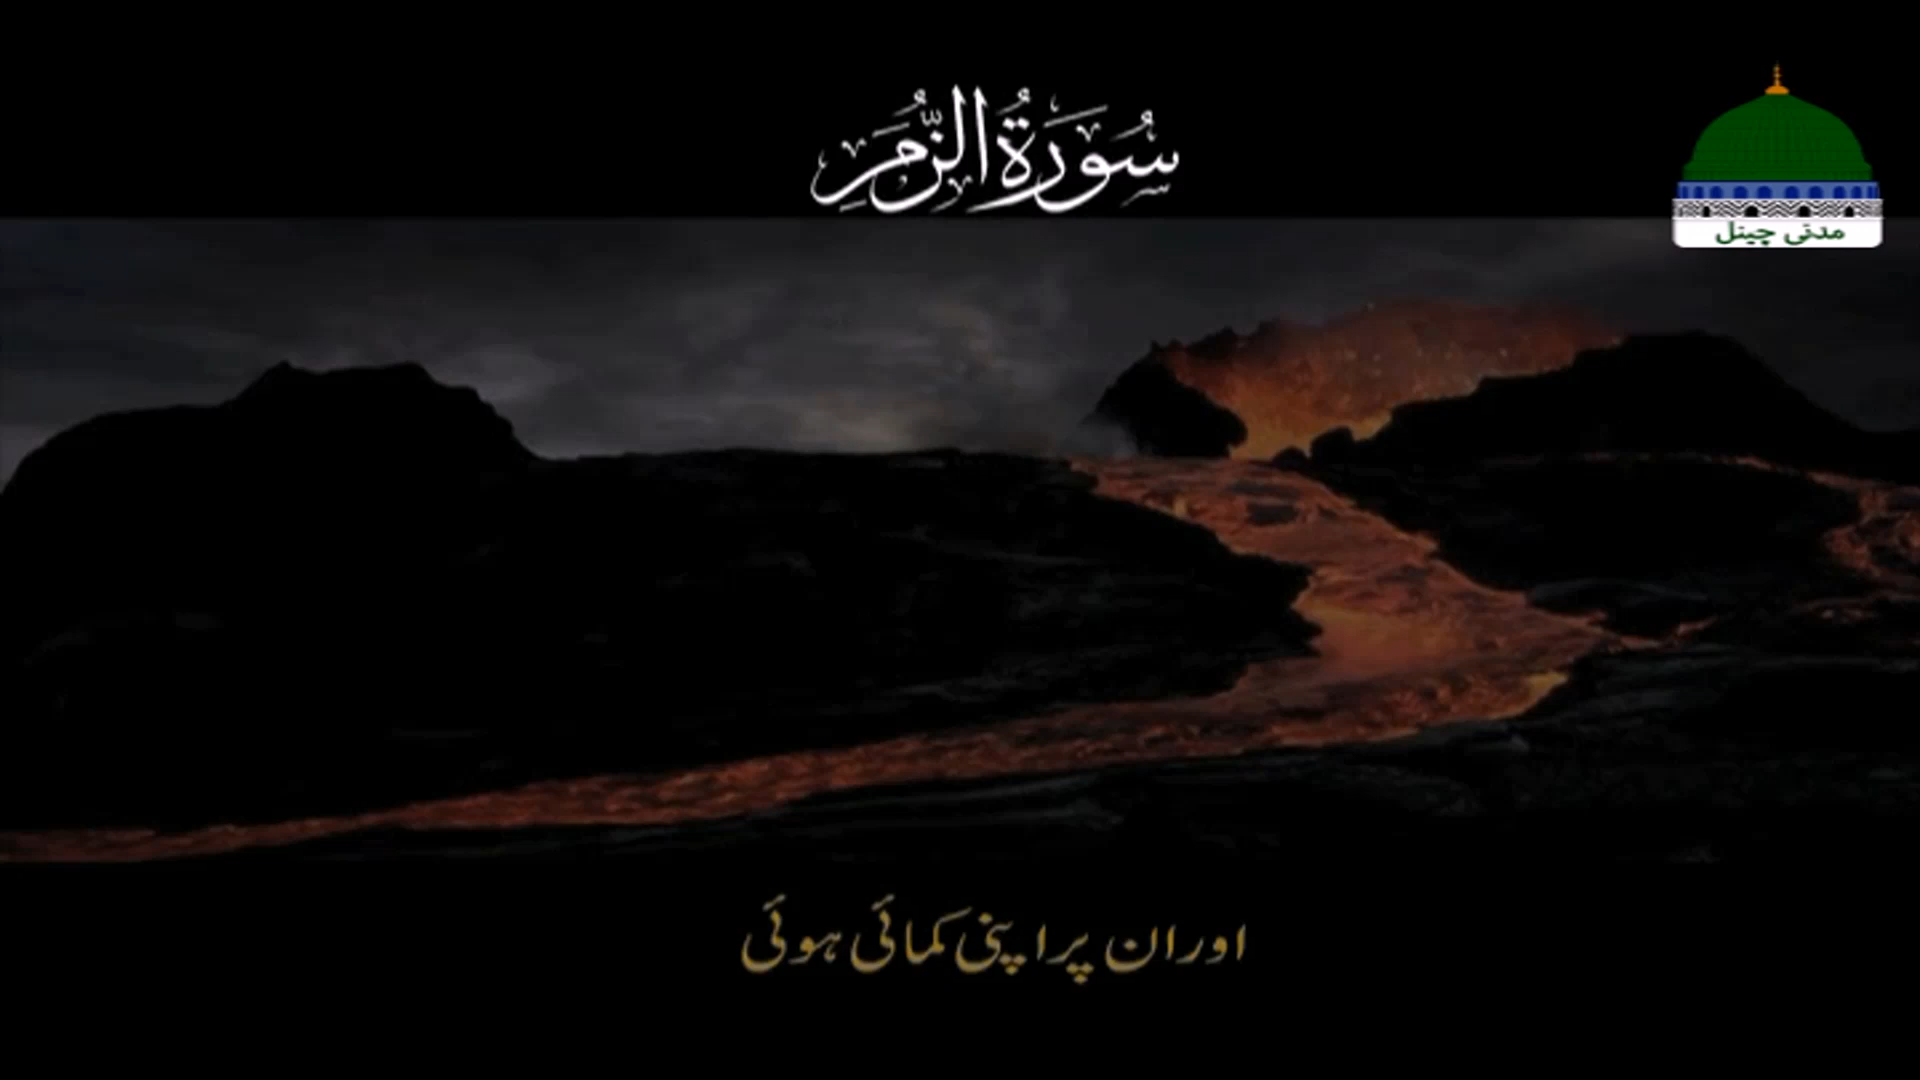 سُوْرَةُ الزُّمَرِ
مدنی چینل
اور ان پر اپنی کمائی ہوئی